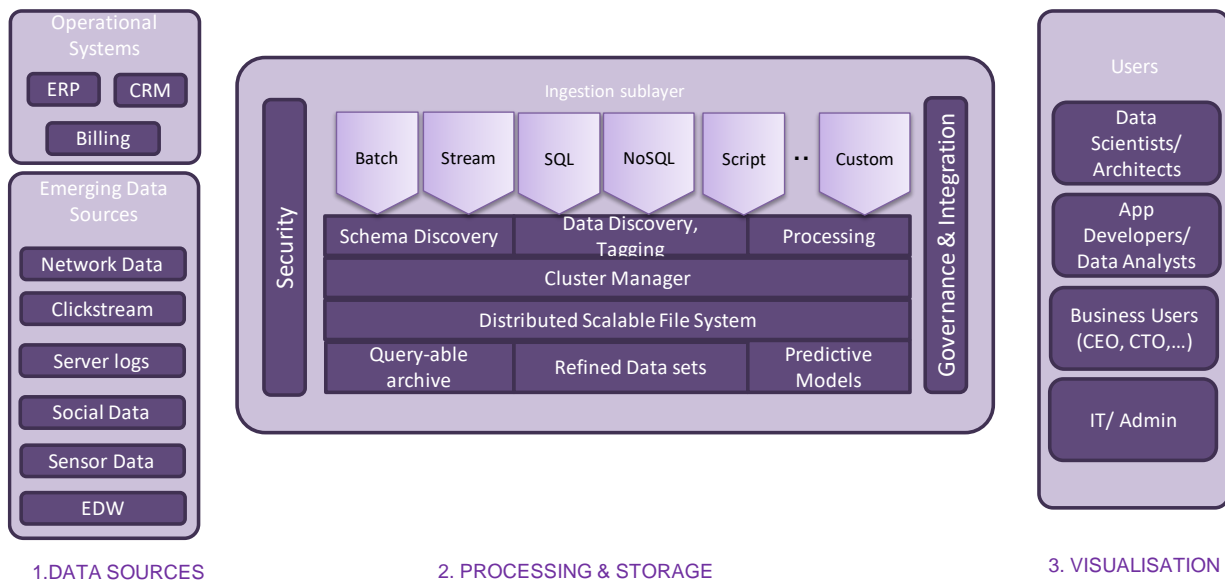 Operational
Systems
ERP
CRM
Billing
Emerging Data
Sources
Network Data
Clickstream
Server logs
Social Data
Sensor Data
EDW
1.DATA SOURCES
Ingestion sublayer
Security
Batch
Stream
SQL
NoSQL
Script
..
Custom
Schema Discovery
Data Discovery,
Tagging
Processing
Cluster Manager
Distributed Scalable File System
Query-able
archive
Refined Data sets
Predictive
Models
Governance & Integration
2. PROCESSING & STORAGE
Users
Data
Scientists/
Architects
App
Developers/
Data Analysts
Business Users
(CEO, CTO,...)
IT/ Admin
3. VISUALISATION